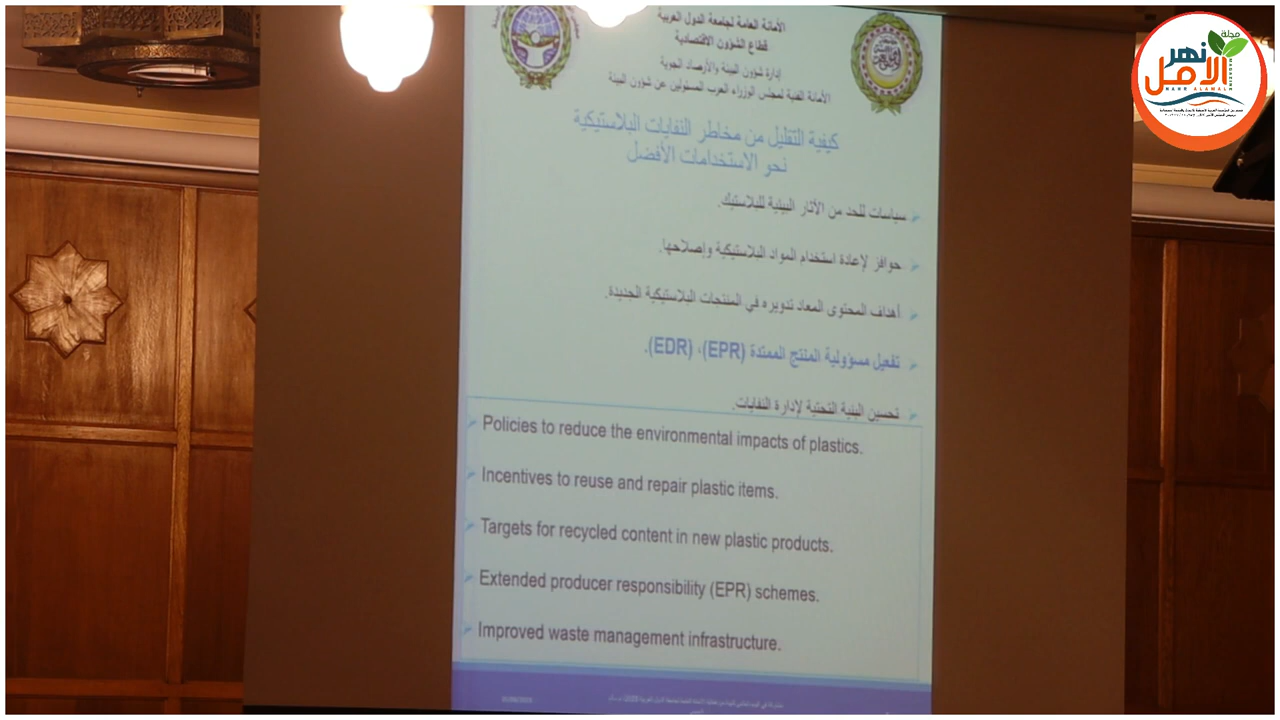 مجلة
نهر
الأمل
NAHR ALAMAL
MAGAZINE
الأمانة العامة لجامعة الدول العربية
قطاع الشؤون الاقتصادية
إدارة شؤون البيئة والأرصاد الجوية
الأمانة الفنية لمجلس الوزراء العرب المسئولين عن شؤون البيئة
كيفية التقليل من مخاطر النفايات البلاستيكية
نحو الاستخدامات الأفضل
سياسات للحد من الآثار البيئية للبلاستيك.
حوافز لإعادة استخدام المواد البلاستيكية وإصلاحها.
أهداف المحتوى المعاد تدويره في المنتجات البلاستيكية الجديدة.
تفعيل مسؤولية المنتج الممتدة (EPR)، (EDR).
تحسين البنية التحتية لإدارة النفايات.
Policies to reduce the environmental impacts of plastics.
Incentives to reuse and repair plastic items.
Targets for recycled content in new plastic products.
Extended producer responsibility (EPR) schemes.
Improved waste management infrastructure.